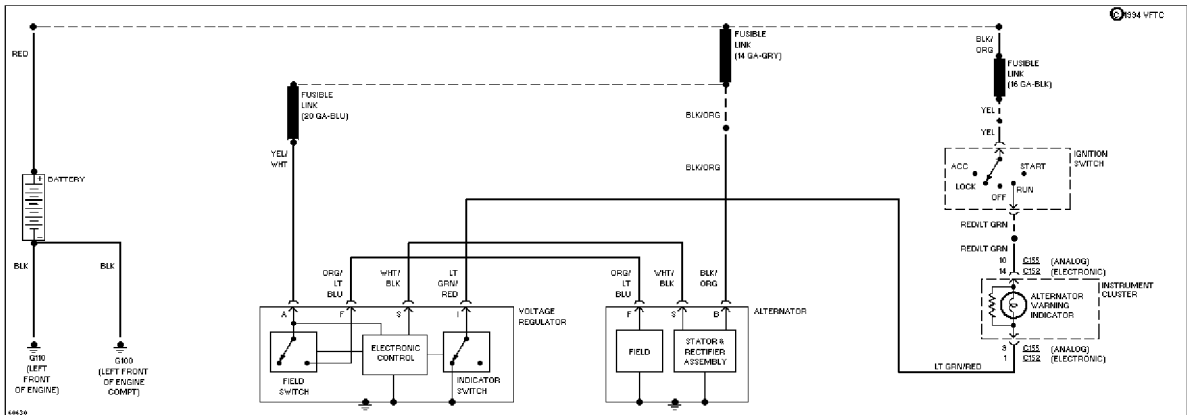 © 1994 VFTC
RED
FUSIBLE
LINK
(14 GA-GRY)
BLK/
ORG
FUSIBLE
LINK
(16 GA-BLK)
FUSIBLE
LINK
(20 GA-BLU)
BLK/ORG
YEL
YEL
YEL/
WHT
BLK/ORG
IGNITION
SWITCH
ACC
START
LOCK
RUN
OFF
BATTERY
+
-
RED/LT GRN
RED/LT GRN
BLK
BLK
ORG/
LT
BLU
WHT/
BLK
LT
GRN/
RED
ORG/
LT
BLU
WHT/
BLK
BLK/
ORG
10 C155 (ANALOG)
14 C152 (ELECTRONIC)
INSTRUMENT
CLUSTER
ALTERNATOR
WARNING
INDICATOR
A F S I
VOLTAGE
REGULATOR
F S B
ALTERNATOR
ELECTRONIC
CONTROL
FIELD
SWITCH
INDICATOR
SWITCH
FIELD
STATOR &
RECTIFIER
ASSEMBLY
3 C155 (ANALOG)
1 C152 (ELECTRONIC)
LT GRN/RED
G110
(LEFT
FRONT
OF ENGINE)
G100
(LEFT FRONT
OF ENGINE
COMPT)